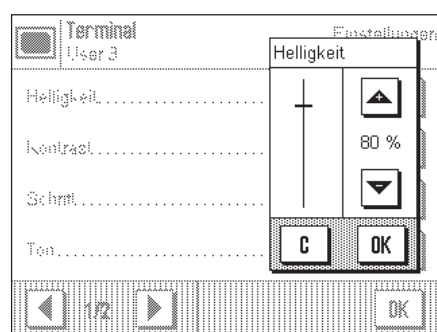 Terminal
User 3
Einstellungen
Helligkeit
Helligkeit
80 %
Kontrast
Schrift
Ton
C
OK
1/2
OK